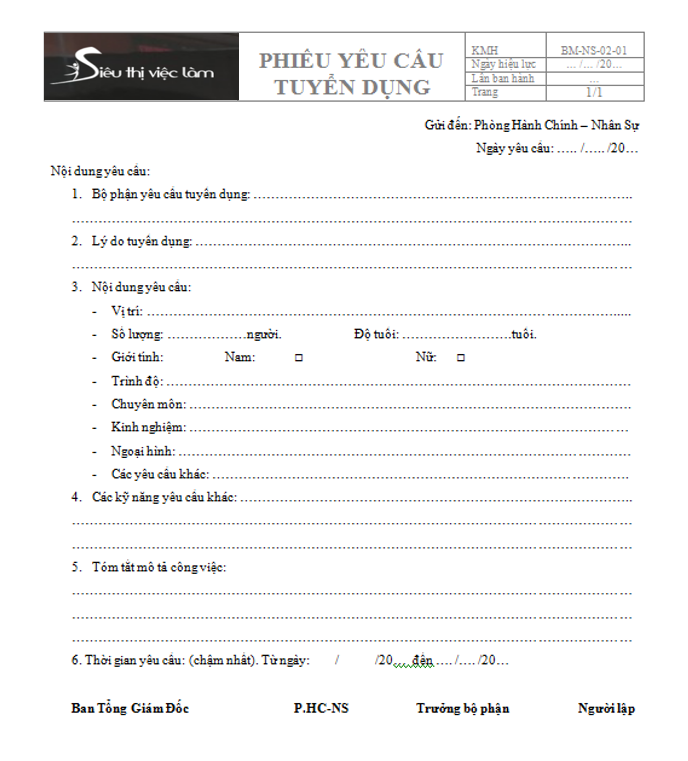 Siêu thị việc làm
PHIẾU YÊU CẦU
TUYỂN DỤNG
KMH BM-NS-02-01
Ngày hiệu lực … /… /20…
Lần ban hành …
Trang 1/1
Gửi đến: Phòng Hành Chính – Nhân Sự
Ngày yêu cầu: ….. /….. /20…
Nội dung yêu cầu:
1. Bộ phận yêu cầu tuyển dụng: ……………………………………………………………………..
……………………………………………………………………………………………………
2. Lý do tuyển dụng: ……………………………………………………………………………...
……………………………………………………………………………………………………
3. Nội dung yêu cầu:
- Vị trí: ……………………………………………………………………………………......
- Số lượng: ………………..người. Độ tuổi: …………………….tuổi.
- Giới tính: Nam: □ Nữ: □
- Trình độ: …………………………………………………………………………………
- Chuyên môn: ………………………………………………………………………………
- Kinh nghiệm: ………………………………………………………………………………
- Ngoại hình: …………………………………………………………………………………
- Các yêu cầu khác: …………………………………………………………………………
4. Các kỹ năng yêu cầu khác: ……………………………………………………………………..
……………………………………………………………………………………………………
……………………………………………………………………………………………………
5. Tóm tắt mô tả công việc:
……………………………………………………………………………………………………
……………………………………………………………………………………………………
……………………………………………………………………………………………………
6. Thời gian yêu cầu: (chậm nhất). Từ ngày: / /20….đến …. /…. /20…
Ban Tổng Giám Đốc P.HC-NS Trưởng bộ phận Người lập